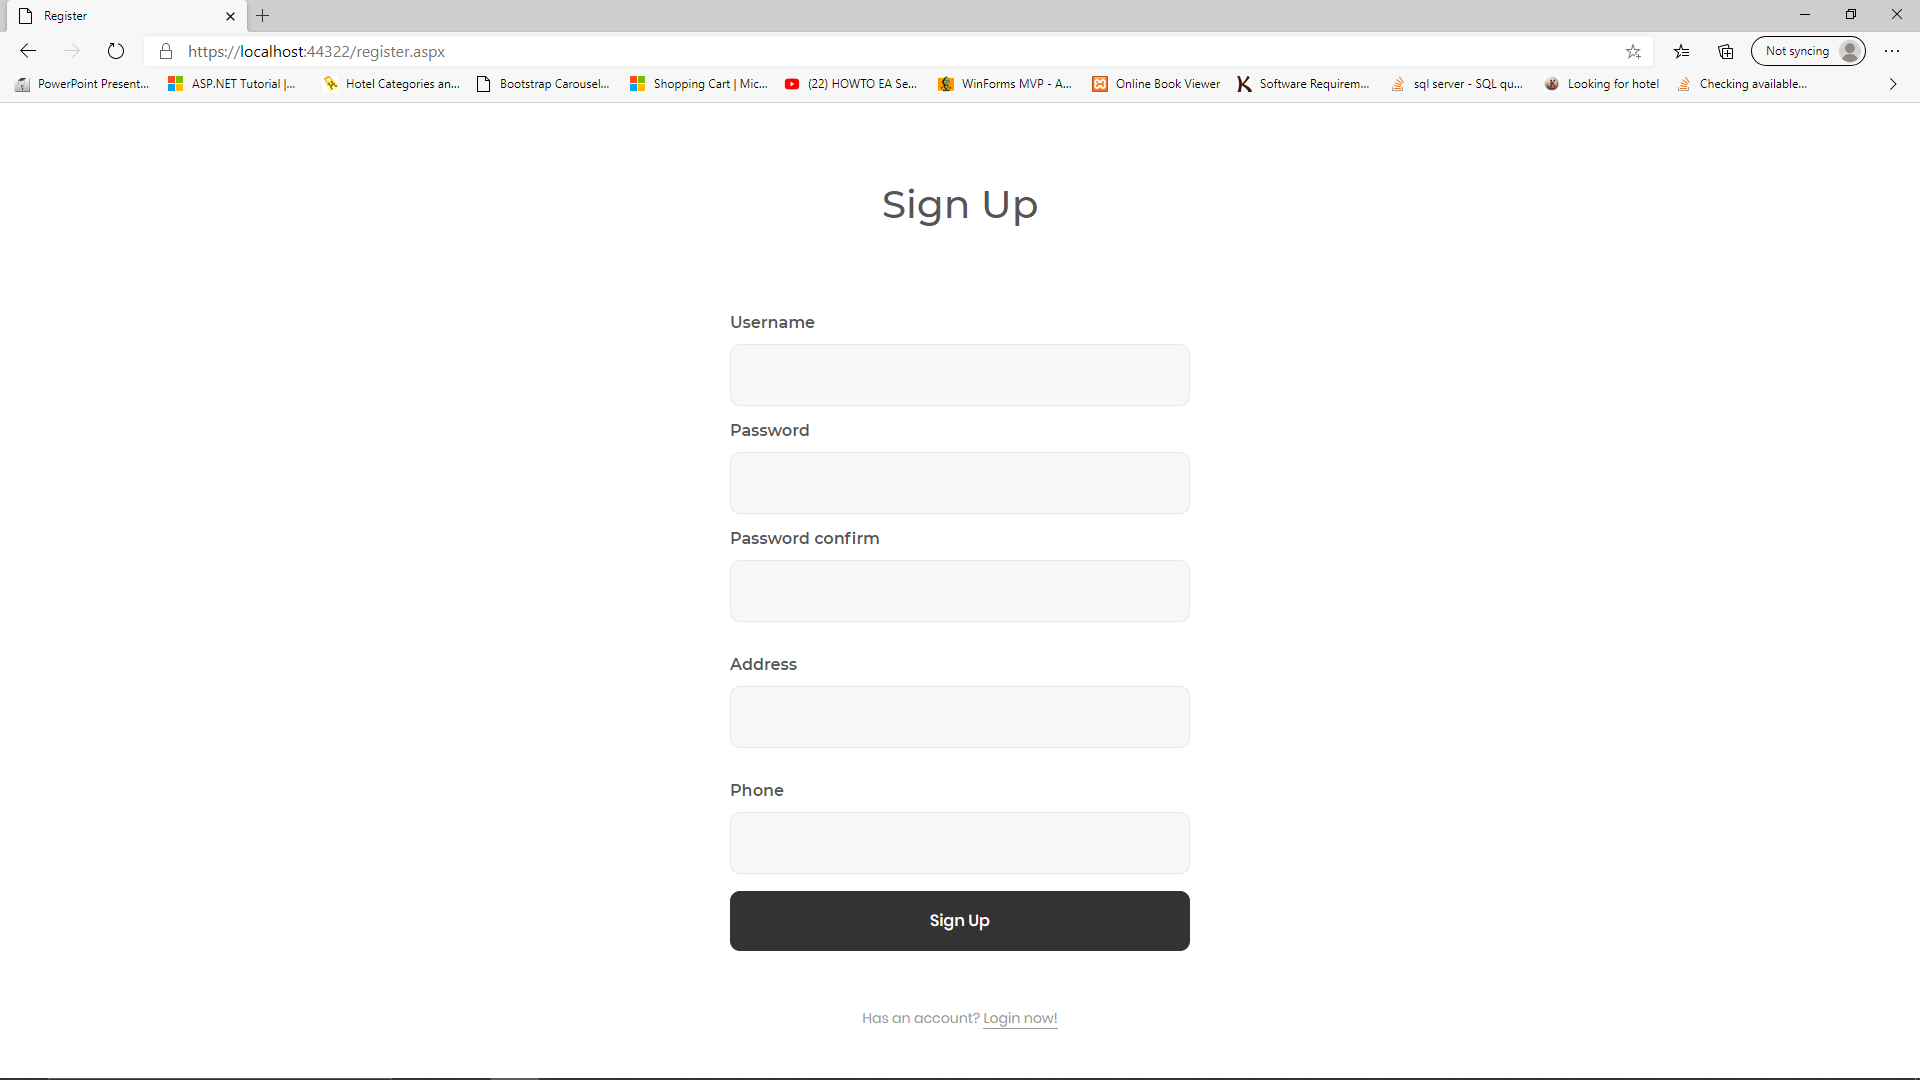 Register
https://localhost:44322/register.aspx
Not syncing
PowerPoint Present... ASP.NET Tutorial |... Hotel Categories an... Bootstrap Carousel... Shopping Cart | Mic... (22) HOWTO EA Se... WinForms MVP - A... Online Book Viewer Software Requirem... sql server - SQL qu... Looking for hotel Checking available...
Sign Up
Username
Password
Password confirm
Address
Phone
Sign Up
Has an account? Login now!